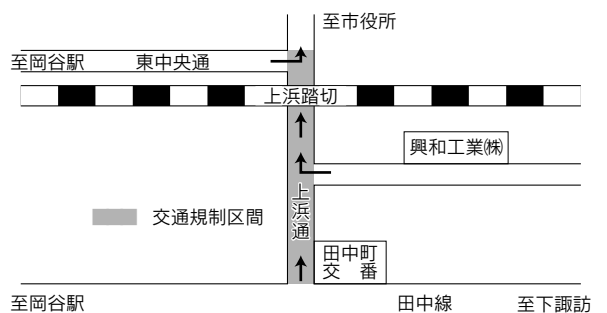 至市役所
至岡谷駅
東中央通
上浜踏切
興和工業㈱
交通規制区間
上浜通
田中町
交 番
至岡谷駅
田中線
至下諏訪